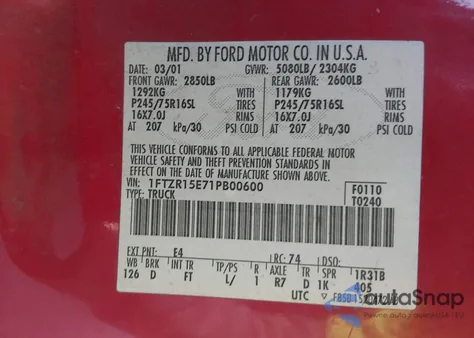 MFD. BY FORD MOTOR CO. IN U.S.A.
DATE: 03/01 GVWR: 5080LB/ 2304KG
FRONT GAWR: 2850LB REAR GAWR: 2600LB
1292KG WITH 1179KG WITH
P245/75R16SL TIRES P245/75R16SL TIRES
16X7.0J RIMS 16X7.0J RIMS
AT 207 kPa/30 PSI COLD AT 207 kPa/30 PSI COLD
THIS VEHICLE CONFORMS TO ALL APPLICABLE FEDERAL MOTOR
VEHICLE SAFETY AND THEFT PREVENTION STANDARDS IN
EFFECT ON THE DATE OF MANUFACTURE SHOWN ABOVE.
VIN: 1FTZR15E71PB00600 F0110
TYPE: TRUCK T0240
EXT PNT: E4 RC: 74 DSO:
WB BRK INT TR TP/PS R AXLE TR SPR 1R31B
126 D FT L/ 1 R7 D 1K 405
UTC
autoSnap